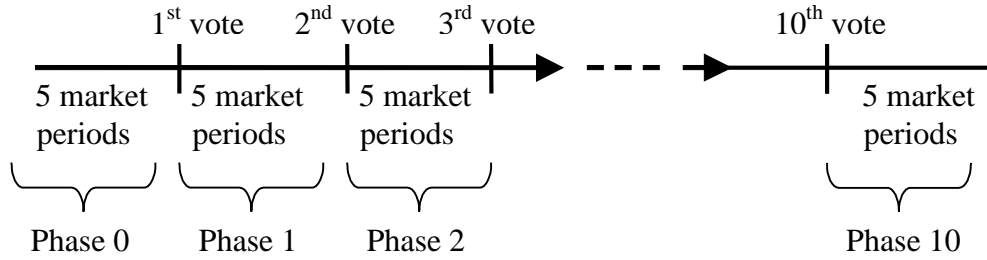 1st vote 2nd vote 3rd vote 10th vote
5 market 5 market 5 market 5 market
periods periods periods periods
Phase 0 Phase 1 Phase 2 Phase 10